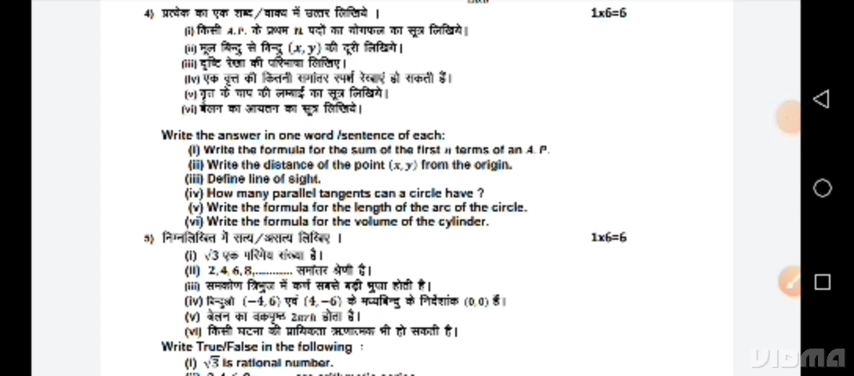 4) प्रत्येक का एक शब्द/वाक्य में उत्तर लिखिये । 1x6=6
(i) किसी A.P. के प्रथम n पदों का योगफल का सूत्र लिखिये।
(ii) मूल बिन्दु से बिन्दु (x, y) की दूरी लिखिये।
(iii) दृष्टि रेखा की परिभाषा लिखिए।
(iv) एक वृत्त की कितनी समांतर स्पर्श रेखाएं हो सकती हैं।
(v) वृत्त के चाप की लम्बाई का सूत्र लिखिये।
(vi) बेलन का आयतन का सूत्र लिखिये।
Write the answer in one word /sentence of each:
(i) Write the formula for the sum of the first n terms of an A. P.
(ii) Write the distance of the point (x, y) from the origin.
(iii) Define line of sight.
(iv) How many parallel tangents can a circle have ?
(v) Write the formula for the length of the arc of the circle.
(vi) Write the formula for the volume of the cylinder.
5) निम्नलिखित में सत्य/असत्य लिखिए । 1x6=6
(i) √3 एक परिमेय संख्या है।
(ii) 2, 4, 6, 8,............ समांतर श्रेणी है।
(iii) समकोण त्रिभुज में कर्ण सबसे बड़ी भुजा होती है।
(iv) बिन्दुओ (−4, 6) एवं (4, −6) के मध्यबिन्दु के निर्देशांक (0, 0) हैं।
(v) बेलन का वक्रपृष्ठ 2πrh होता है।
(vi) किसी घटना की प्रायिकता ऋणात्मक भी हो सकती है।
Write True/False in the following :
(i) √3 is rational number.
VIDMA